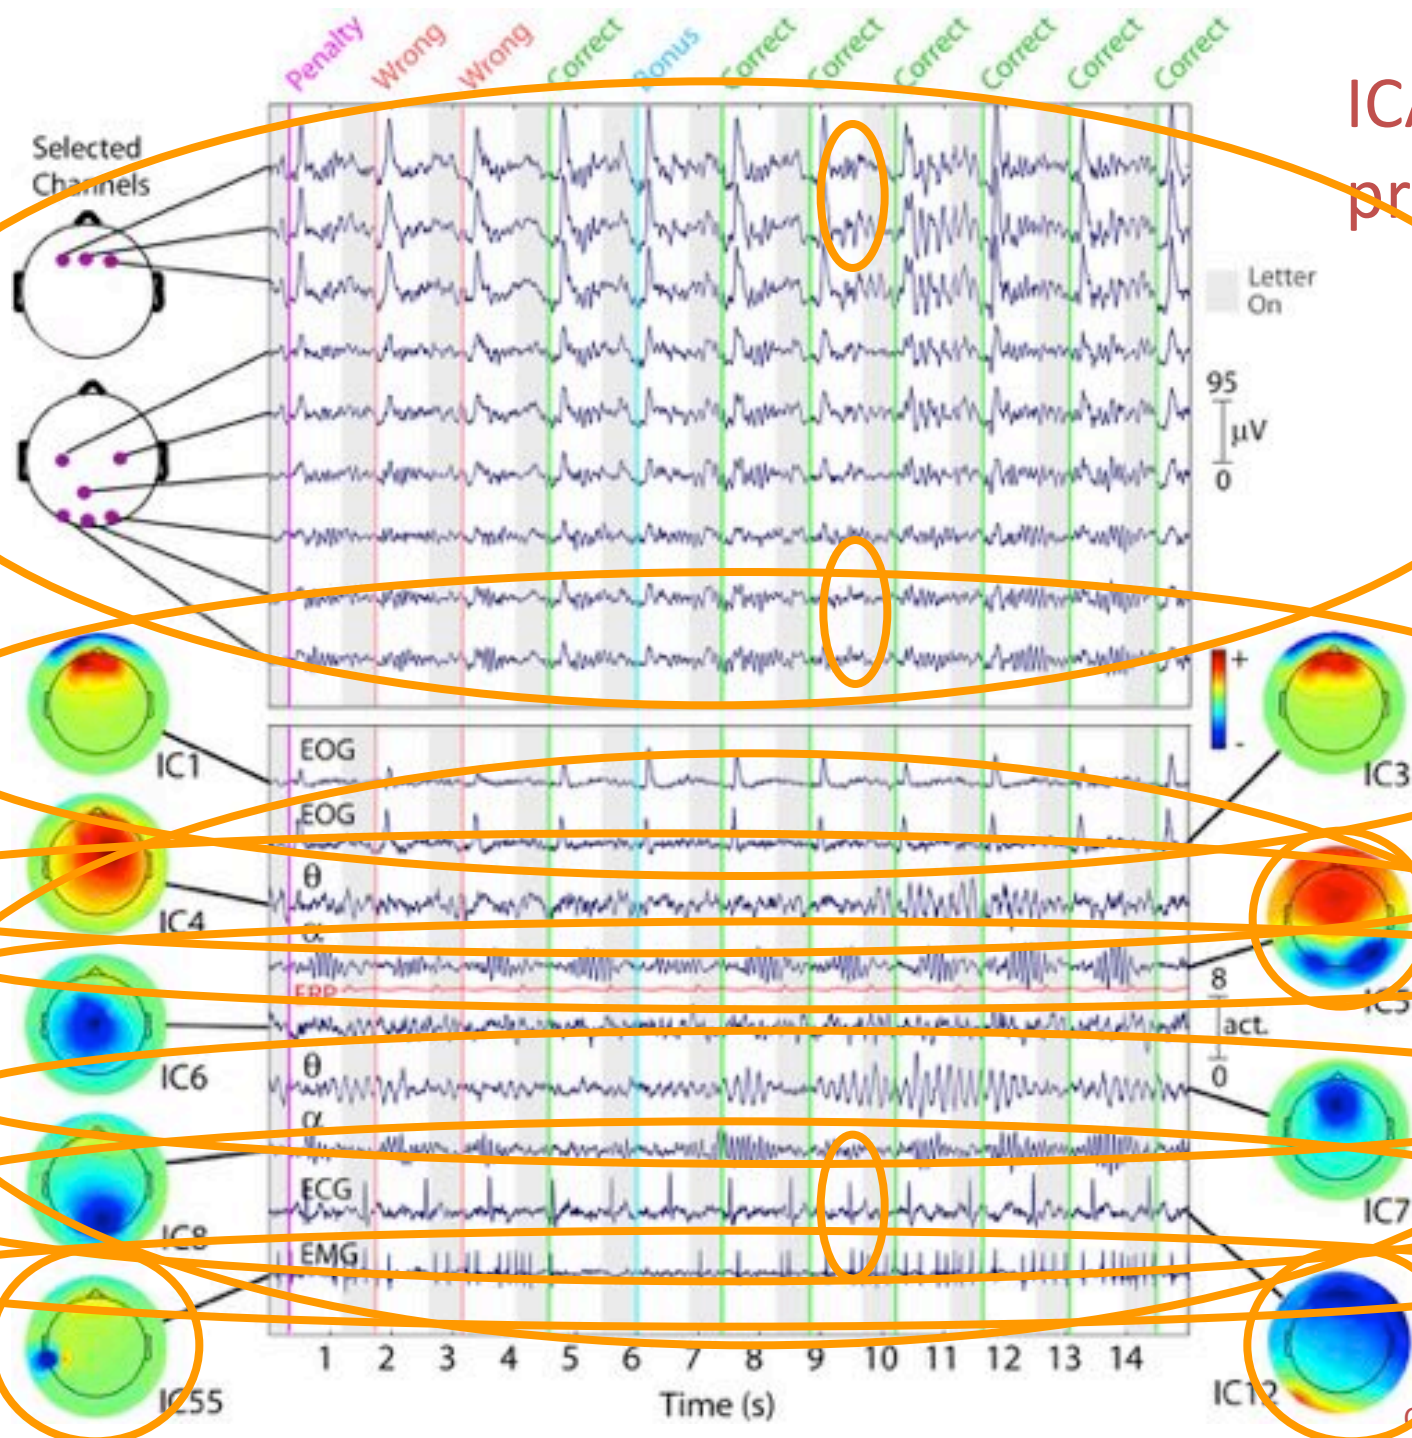 Penalty
Wrong
Wrong
Correct
Bonus
Correct
Correct
Correct
Correct
Correct
Correct
Selected
Channels
Letter
On
95
μV
0
+
-
EOG
IC1
IC3
EOG
θ
IC4
α
IC5
ERP
8
act.
0
IC6
θ
α
IC7
ECG
IC8
EMG
IC55
IC12
1 2 3 4 5 6 7 8 9 10 11 12 13 14
Time (s)